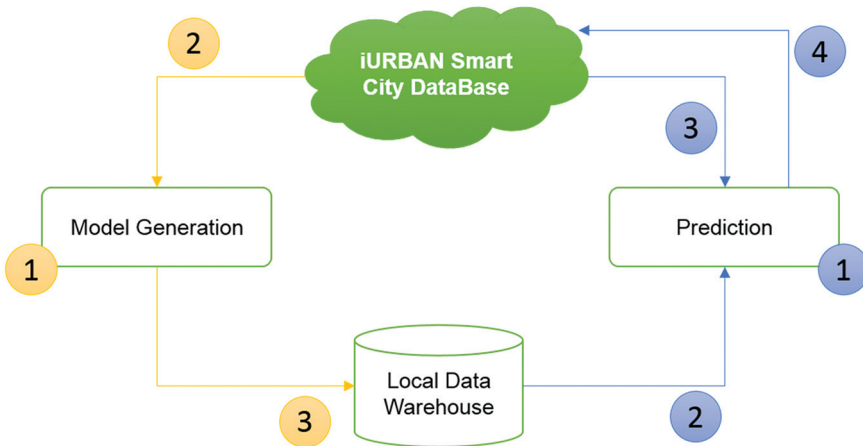 2
iURBAN Smart
City DataBase
4
3
Model Generation
Prediction
1
1
Local Data
Warehouse
3
2